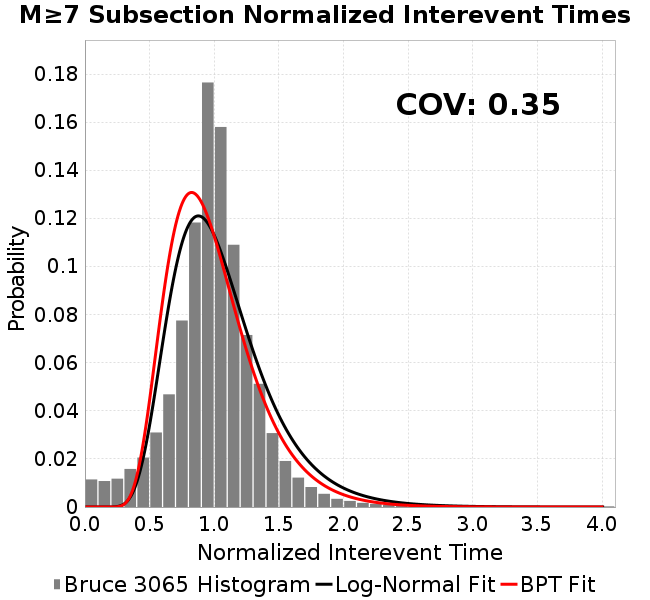 M≥7 Subsection Normalized Interevent Times
COV: 0.35
Probability
0.18
0.16
0.14
0.12
0.1
0.08
0.06
0.04
0.02
0
0.0 0.5 1.0 1.5 2.0 2.5 3.0 3.5 4.0
Normalized Interevent Time
Bruce 3065 Histogram Log-Normal Fit BPT Fit